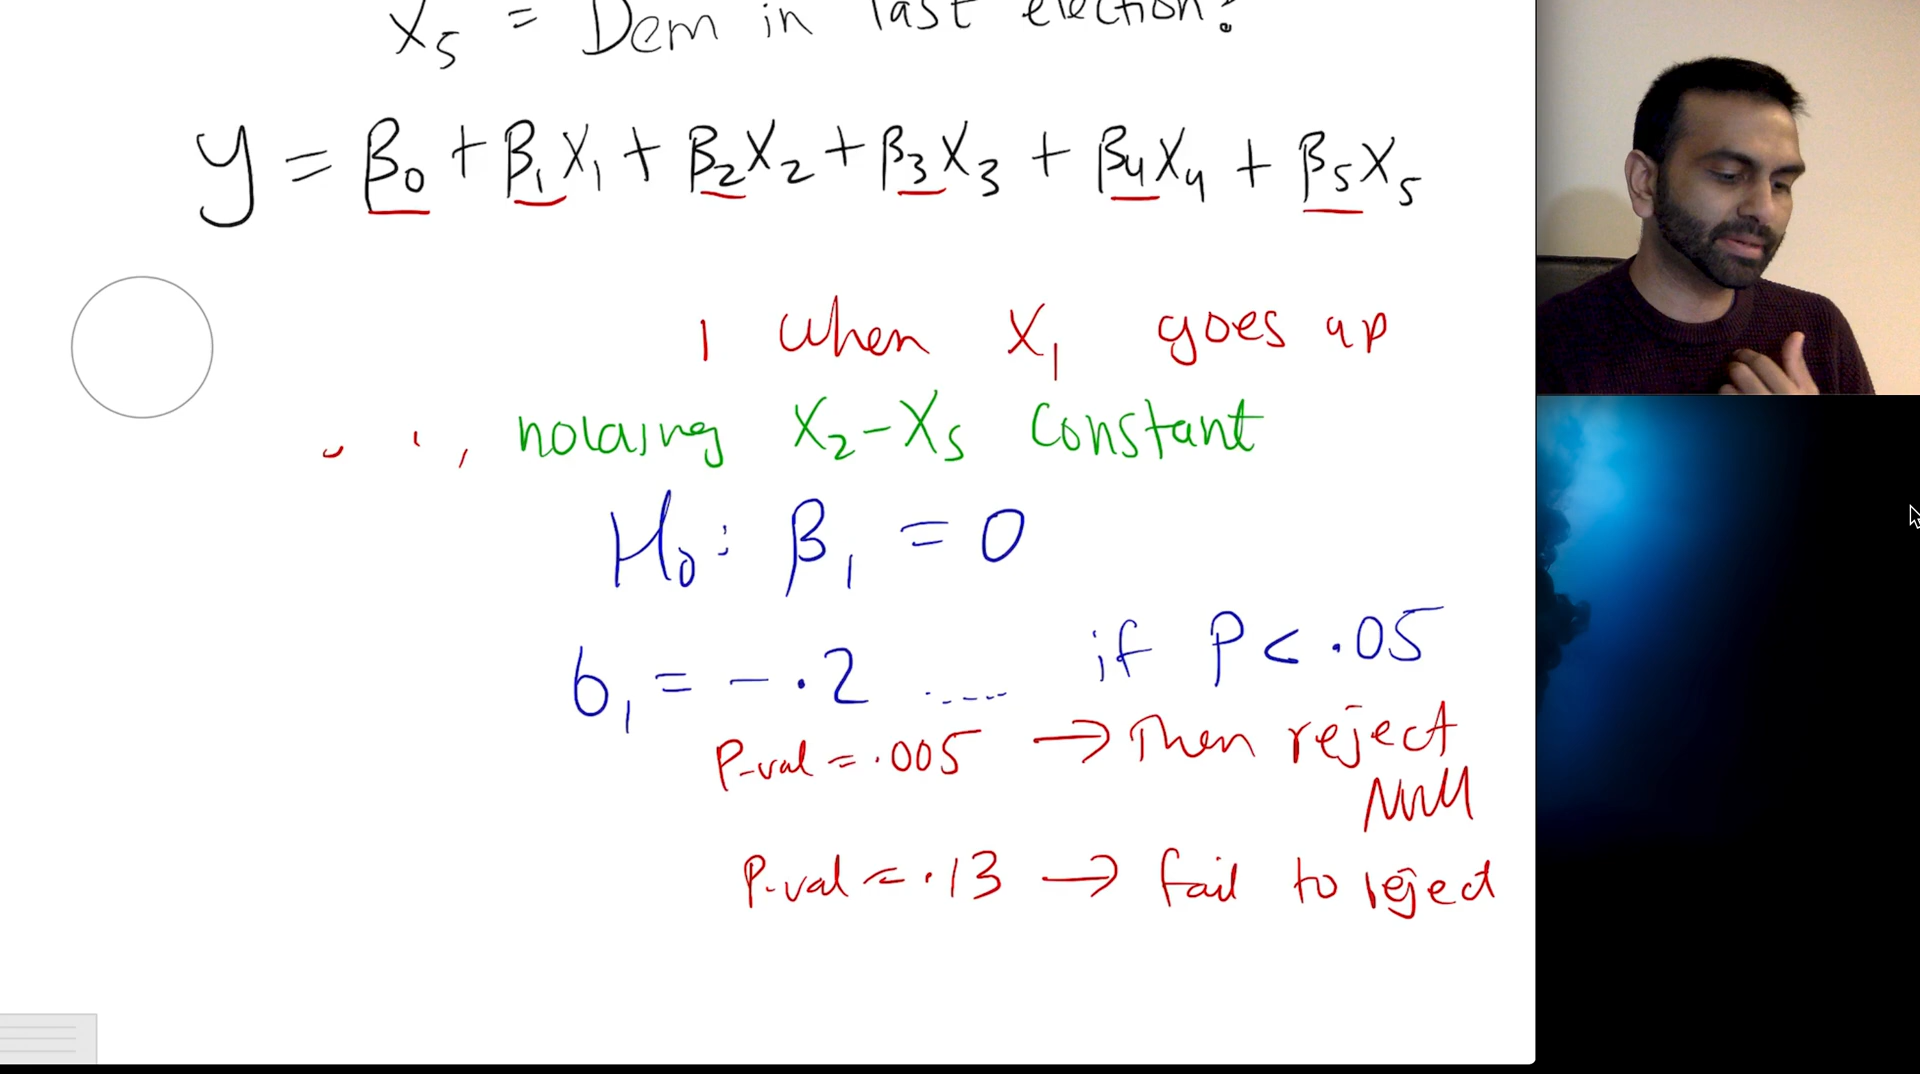 X₅ = Dem in last election?
y = β₀ + β₁X₁ + β₂X₂ + β₃X₃ + β₄X₄ + β₅X₅
1 when X₁ goes up
, holding X₂-X₅ constant
H₀: β₁ = 0
b₁ = -.2 ..... if P < .05
P-val = .005 → Then reject
Null
P-val = .13 → fail to reject